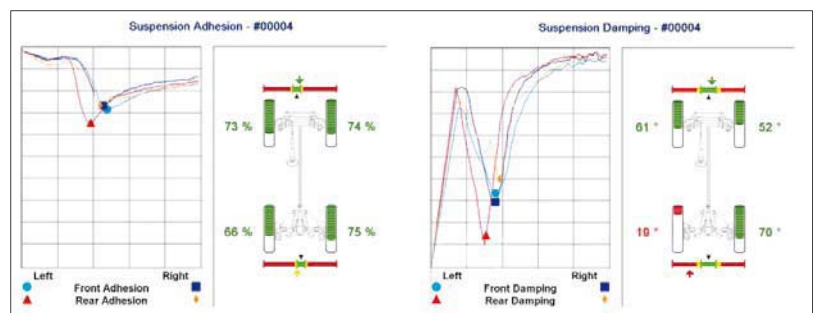 Suspension Adhesion - #00004
73 %
74 %
66 %
75 %
Left
Right
Front Adhesion
Rear Adhesion
Suspension Damping - #00004
61 °
52 °
19 °
70 °
Left
Right
Front Damping
Rear Damping